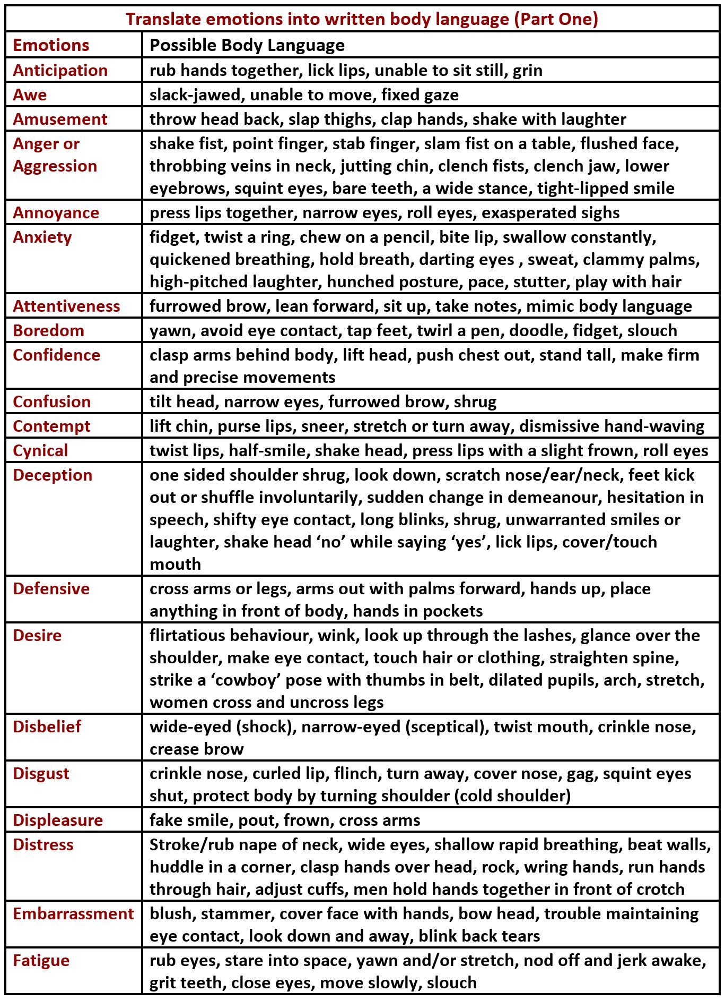 Translate emotions into written body language (Part One)
Emotions
Possible Body Language
Anticipation
rub hands together, lick lips, unable to sit still, grin
Awe
slack-jawed, unable to move, fixed gaze
Amusement
throw head back, slap thighs, clap hands, shake with laughter
Anger or
Aggression
shake fist, point finger, stab finger, slam fist on a table, flushed face,
throbbing veins in neck, jutting chin, clench fists, clench jaw, lower
eyebrows, squint eyes, bare teeth, a wide stance, tight-lipped smile
Annoyance
press lips together, narrow eyes, roll eyes, exasperated sighs
Anxiety
fidget, twist a ring, chew on a pencil, bite lip, swallow constantly,
quickened breathing, hold breath, darting eyes , sweat, clammy palms,
high-pitched laughter, hunched posture, pace, stutter, play with hair
Attentiveness
furrowed brow, lean forward, sit up, take notes, mimic body language
Boredom
yawn, avoid eye contact, tap feet, twirl a pen, doodle, fidget, slouch
Confidence
clasp arms behind body, lift head, push chest out, stand tall, make firm
and precise movements
Confusion
tilt head, narrow eyes, furrowed brow, shrug
Contempt
lift chin, purse lips, sneer, stretch or turn away, dismissive hand-waving
Cynical
twist lips, half-smile, shake head, press lips with a slight frown, roll eyes
Deception
one sided shoulder shrug, look down, scratch nose/ear/neck, feet kick
out or shuffle involuntarily, sudden change in demeanour, hesitation in
speech, shifty eye contact, long blinks, shrug, unwarranted smiles or
laughter, shake head ‘no’ while saying ‘yes’, lick lips, cover/touch
mouth
Defensive
cross arms or legs, arms out with palms forward, hands up, place
anything in front of body, hands in pockets
Desire
flirtatious behaviour, wink, look up through the lashes, glance over the
shoulder, make eye contact, touch hair or clothing, straighten spine,
strike a ‘cowboy’ pose with thumbs in belt, dilated pupils, arch, stretch,
women cross and uncross legs
Disbelief
wide-eyed (shock), narrow-eyed (sceptical), twist mouth, crinkle nose,
crease brow
Disgust
crinkle nose, curled lip, flinch, turn away, cover nose, gag, squint eyes
shut, protect body by turning shoulder (cold shoulder)
Displeasure
fake smile, pout, frown, cross arms
Distress
Stroke/rub nape of neck, wide eyes, shallow rapid breathing, beat walls,
huddle in a corner, clasp hands over head, rock, wring hands, run hands
through hair, adjust cuffs, men hold hands together in front of crotch
Embarrassment
blush, stammer, cover face with hands, bow head, trouble maintaining
eye contact, look down and away, blink back tears
Fatigue
rub eyes, stare into space, yawn and/or stretch, nod off and jerk awake,
grit teeth, close eyes, move slowly, slouch